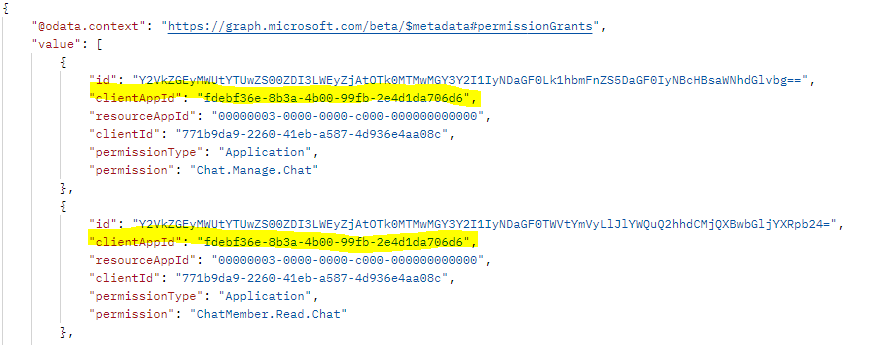 {
"@odata.context": "https://graph.microsoft.com/beta/$metadata#permissionGrants",
"value": [
{
"id": "Y2VkZGEyMWUtYTUwZS00ZDI3LWEyZjAtOTk0MTMwMGY3Y2I1IyNDaGF0Lk1hbmFnZS5DaGF0IyNBcHBsaWNhdGlvbg==",
"clientAppId": "fdebf36e-8b3a-4b00-99fb-2e4d1da706d6",
"resourceAppId": "00000003-0000-0000-c000-000000000000",
"clientId": "771b9da9-2260-41eb-a587-4d936e4aa08c",
"permissionType": "Application",
"permission": "Chat.Manage.Chat"
},
{
"id": "Y2VkZGEyMWUtYTUwZS00ZDI3LWEyZjAtOTk0MTMwMGY3Y2I1IyNDaGF0TWVtYmVyLlJlYWQuQ2hhdCMjQXBwbGljYXRpb24=",
"clientAppId": "fdebf36e-8b3a-4b00-99fb-2e4d1da706d6",
"resourceAppId": "00000003-0000-0000-c000-000000000000",
"clientId": "771b9da9-2260-41eb-a587-4d936e4aa08c",
"permissionType": "Application",
"permission": "ChatMember.Read.Chat"
},